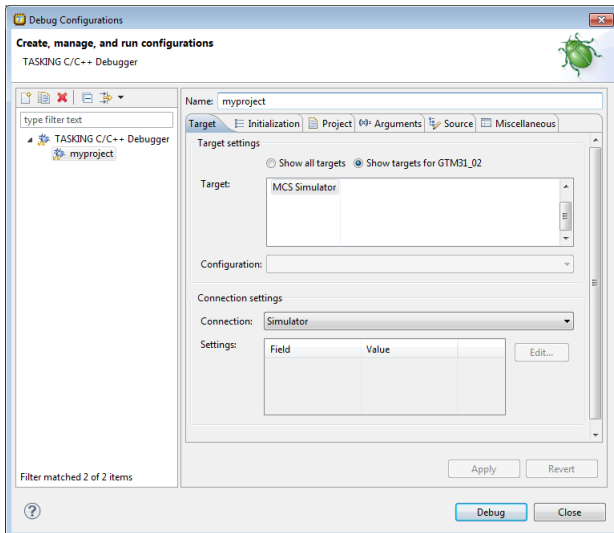 Debug Configurations
Create, manage, and run configurations
TASKING C/C++ Debugger
type filter text
TASKING C/C++ Debugger
myproject
Filter matched 2 of 2 items
Name: myproject
Target Initialization Project (x)= Arguments Source Miscellaneous
Target settings
Show all targets Show targets for GTM31_02
Target: MCS Simulator
Configuration:
Connection settings
Connection: Simulator
Settings: Field Value Edit...
Apply Revert
? Debug Close